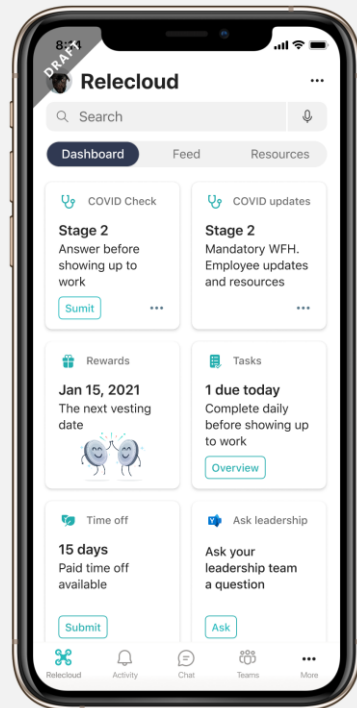 8:
DRAFT
Relecloud
Search
Dashboard
Feed
Resources
COVID Check
COVID updates
Stage 2
Answer before
showing up to
work
Sumit
Stage 2
Mandatory WFH.
Employee updates
and resources
Rewards
Tasks
Jan 15, 2021
The next vesting
date
1 due today
Complete daily
before showing up
to work
Overview
Time off
Ask leadership
15 days
Paid time off
available
Submit
Ask your
leadership team
a question
Ask
Relecloud
Activity
Chat
Teams
More